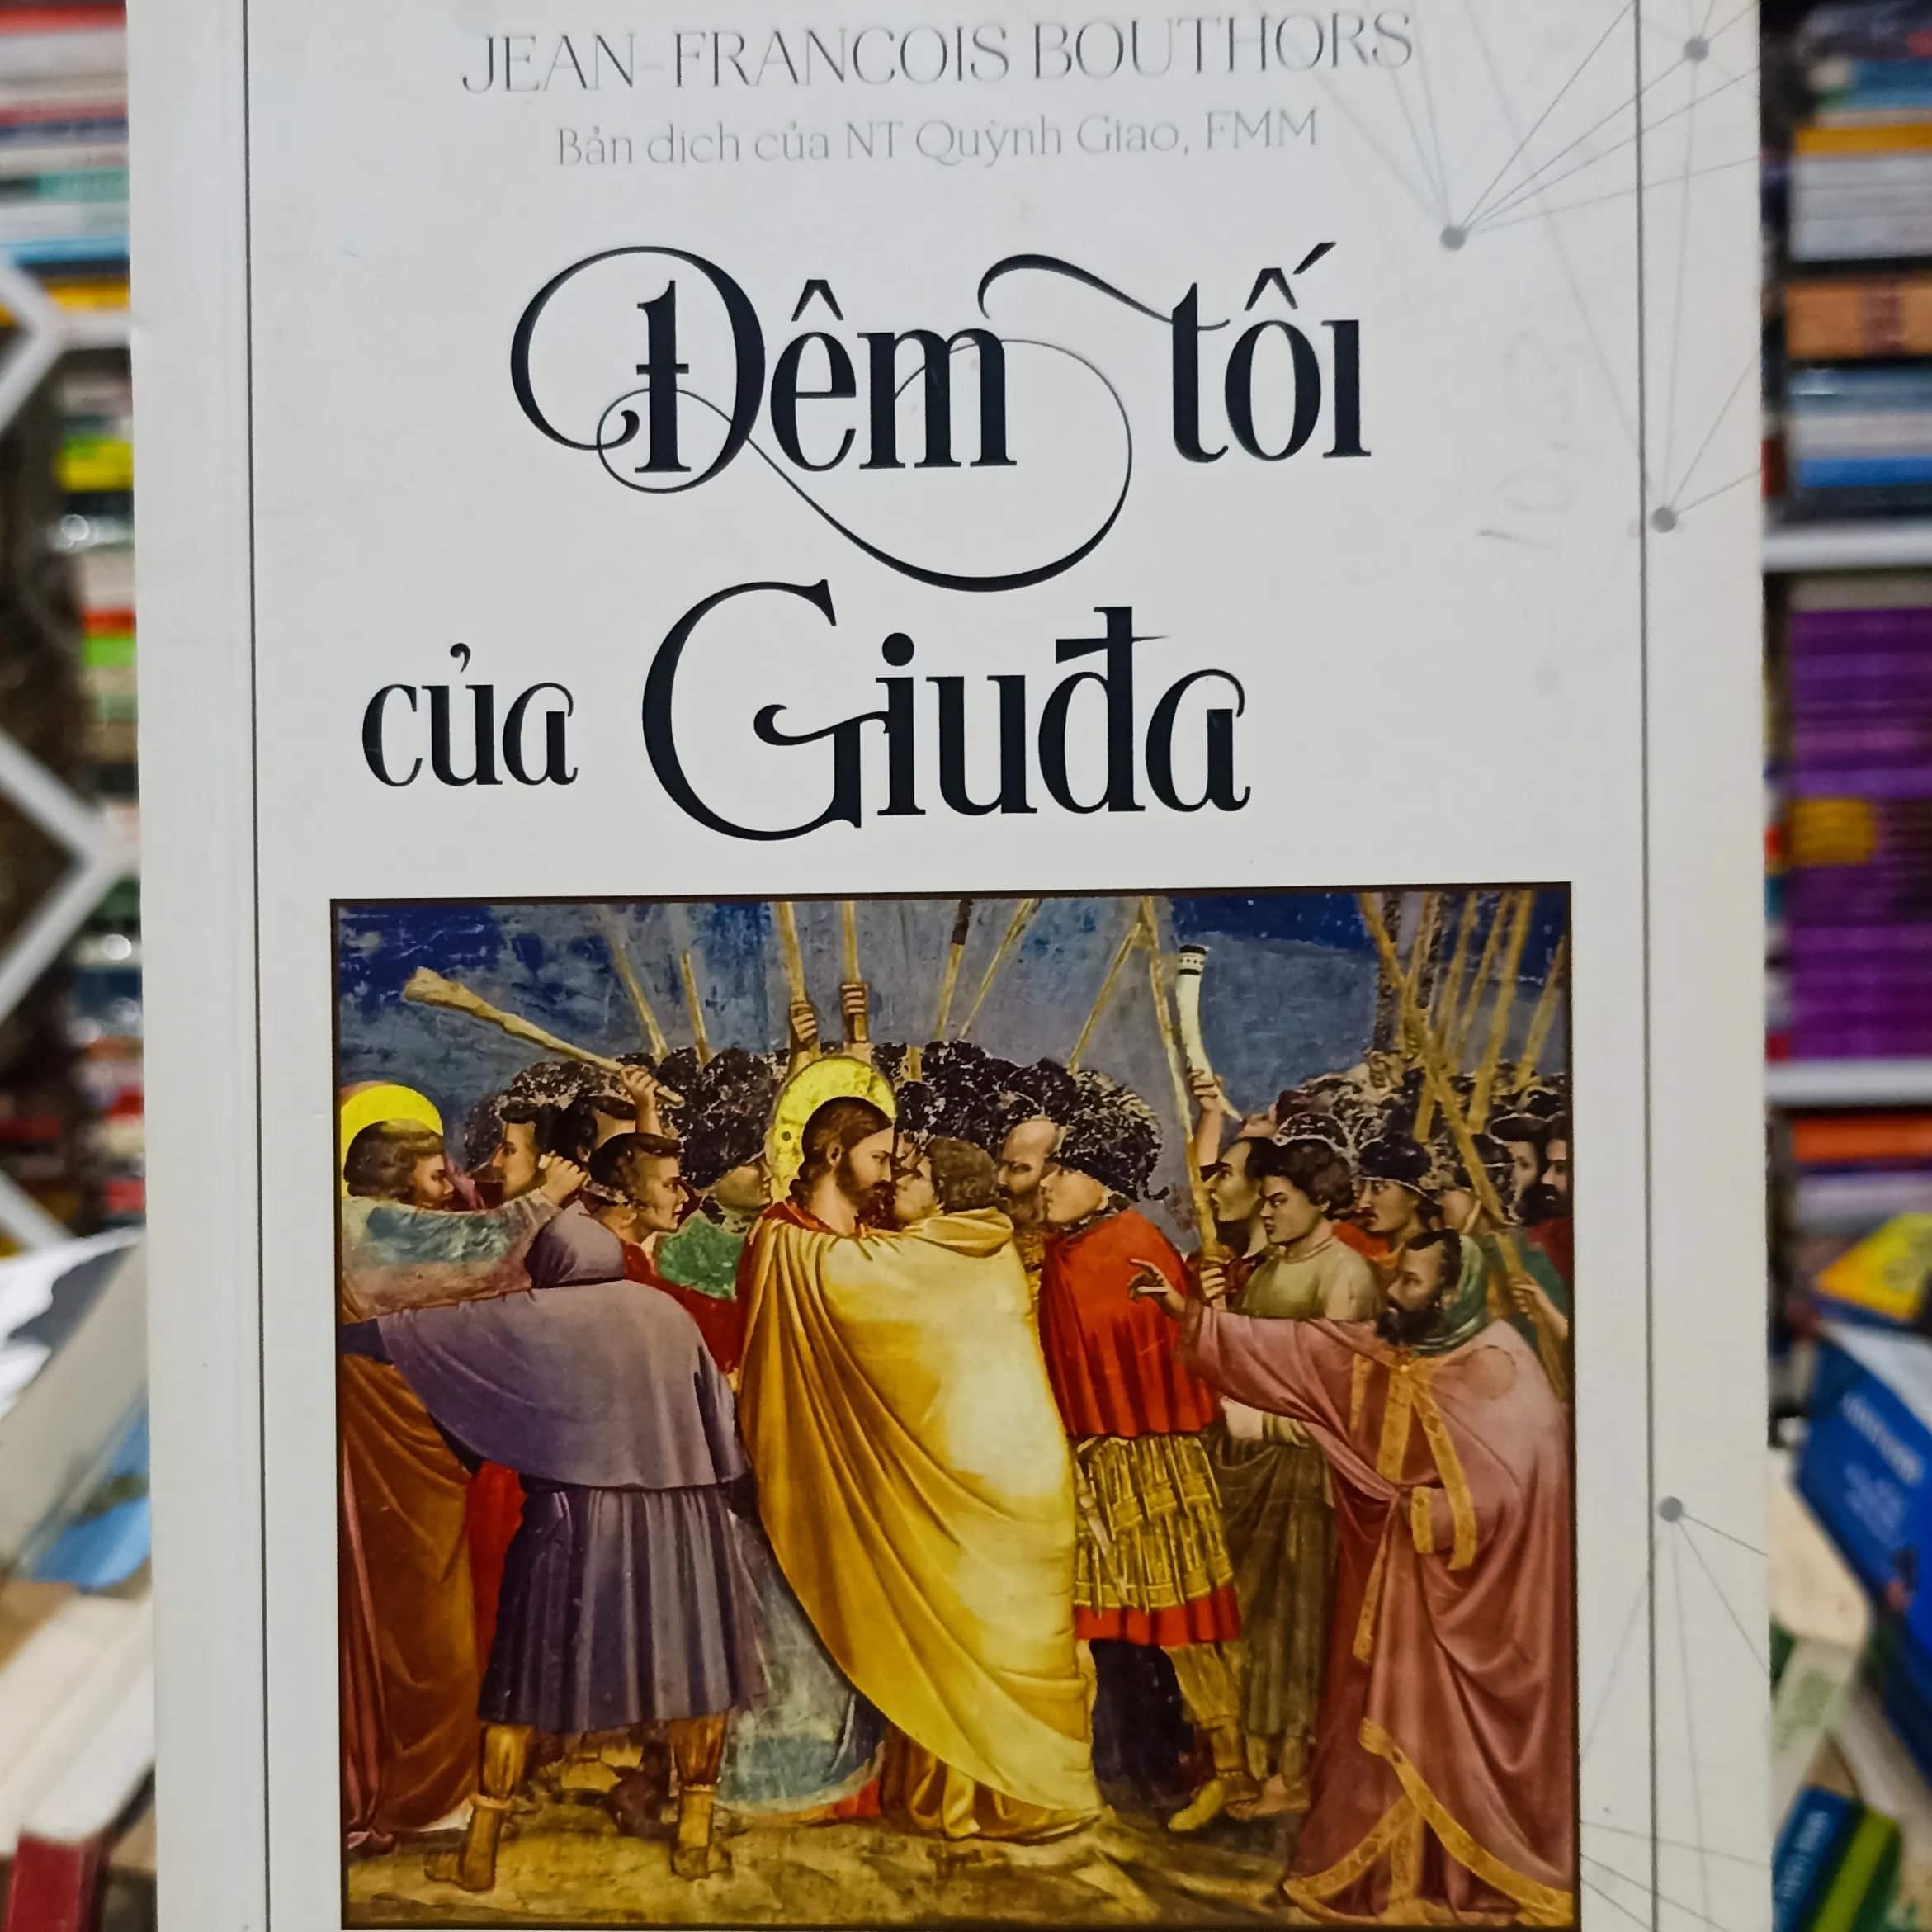 JEAN-FRANCOIS BOUTHORS
Bản dịch của NT Quỳnh Giao, FMM
Đêm tối
của Giuđa